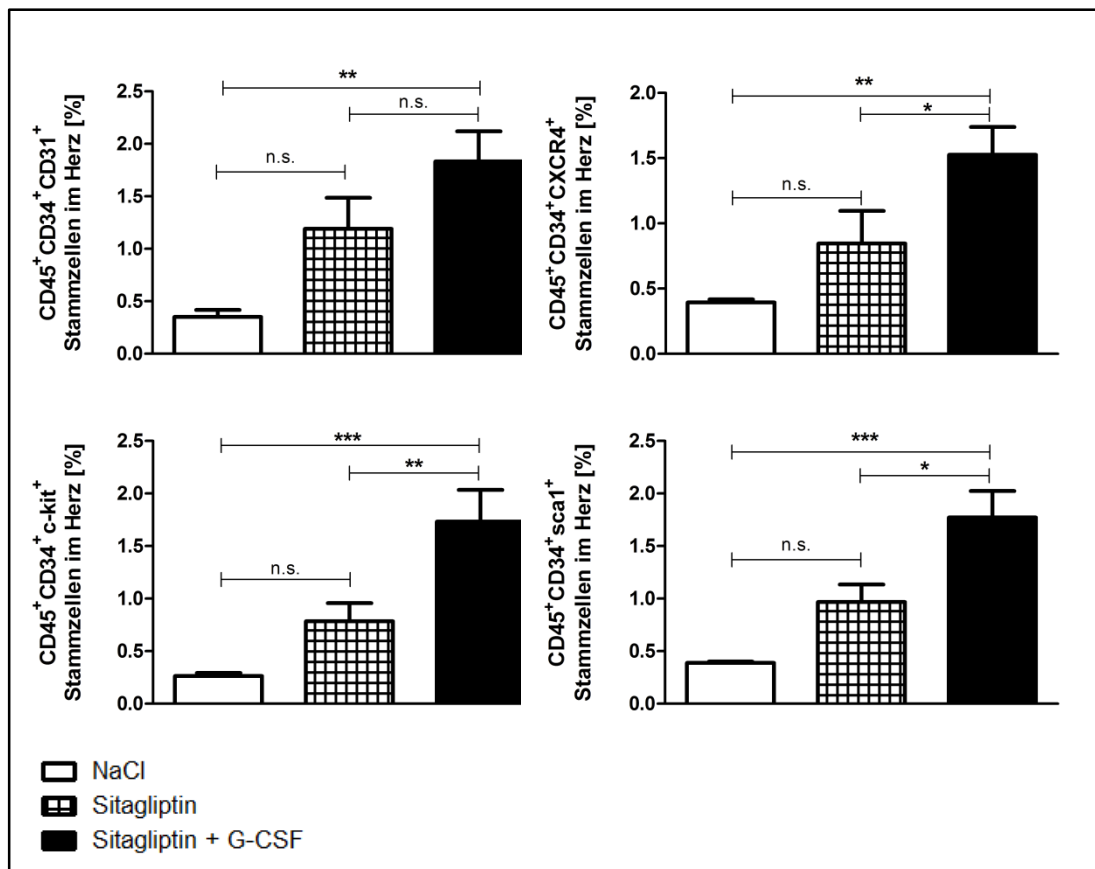 **
n.s.
n.s.
CD45⁺CD34⁺CD31⁺
Stammzellen im Herz [%]
2.5
2.0
1.5
1.0
0.5
0.0
**
*
n.s.
CD45⁺CD34⁺CXCR4⁺
Stammzellen im Herz [%]
2.0
1.5
1.0
0.5
0.0
***
**
n.s.
CD45⁺CD34⁺c-kit⁺
Stammzellen im Herz [%]
2.5
2.0
1.5
1.0
0.5
0.0
***
*
n.s.
CD45⁺CD34⁺sca1⁺
Stammzellen im Herz [%]
2.5
2.0
1.5
1.0
0.5
0.0
NaCl
Sitagliptin
Sitagliptin + G-CSF